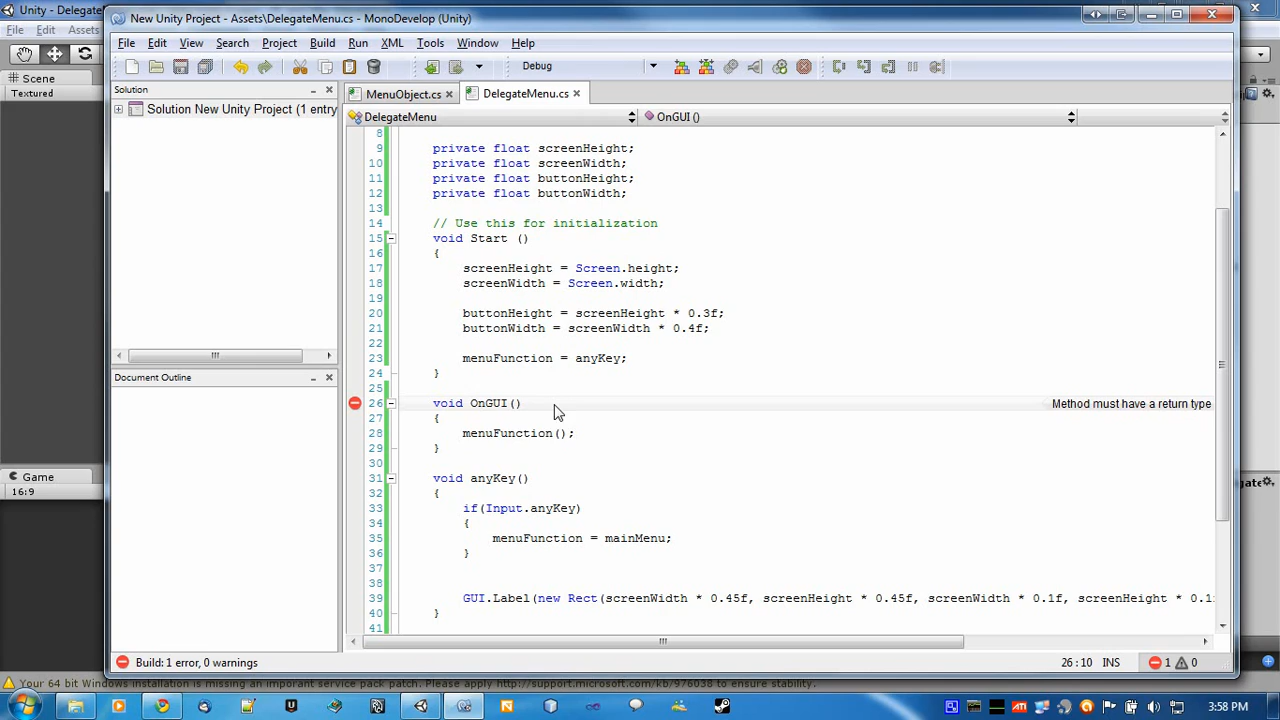 Unity - Delegate
New Unity Project - Assets\DelegateMenu.cs - MonoDevelop (Unity)
File Edit Assets
File Edit View Search Project Build Run XML Tools Window Help
Debug
Scene
Textured
Solution
MenuObject.cs
DelegateMenu.cs
Solution New Unity Project (1 entry
DelegateMenu
OnGUI ()
8
9 private float screenHeight;
10 private float screenWidth;
11 private float buttonHeight;
12 private float buttonWidth;
13
14 // Use this for initialization
15 void Start ()
16 {
17 screenHeight = Screen.height;
18 screenWidth = Screen.width;
19
20 buttonHeight = screenHeight * 0.3f;
21 buttonWidth = screenWidth * 0.4f;
22
23 menuFunction = anyKey;
24 }
25
26 void OnGUI() Method must have a return type
27 {
28 menuFunction();
29 }
30
31 void anyKey()
32 {
33 if(Input.anyKey)
34 {
35 menuFunction = mainMenu;
36 }
37
38
39 GUI.Label(new Rect(screenWidth * 0.45f, screenHeight * 0.45f, screenWidth * 0.1f, screenHeight * 0.1f
40 }
41
Document Outline
Game
16:9
Build: 1 error, 0 warnings
26 : 10 INS
1 0
Your 64 bit Windows installation is missing an imporant service pack patch. Please apply http://support.microsoft.com/kb/976038 to ensure stability.
3:58 PM